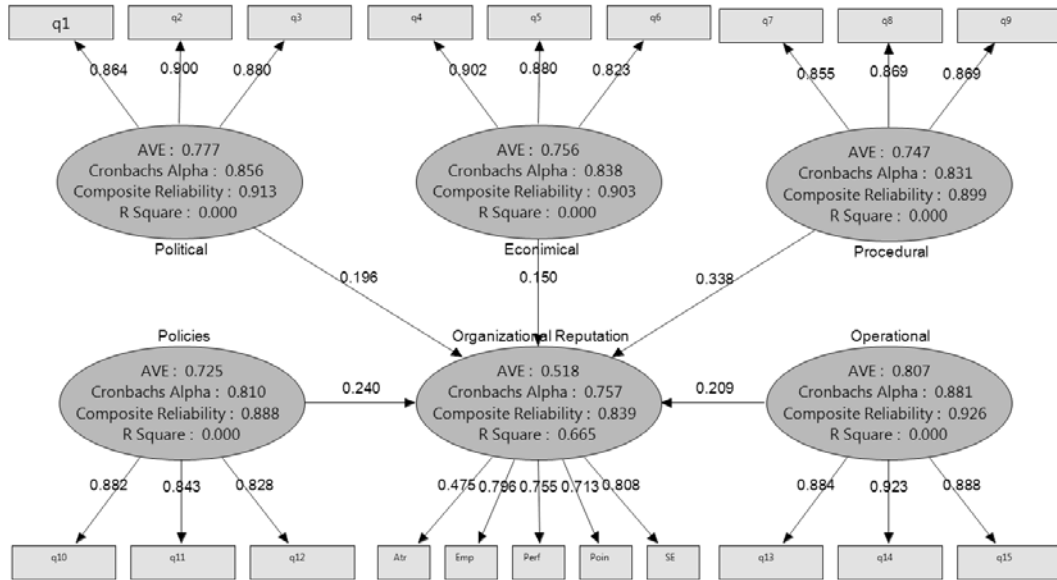 q1
q2
q3
q4
q5
q6
q7
q8
q9
0.864
0.900
0.880
0.902
0.880
0.823
0.855
0.869
0.869
AVE : 0.777
Cronbachs Alpha : 0.856
Composite Reliability : 0.913
R Square : 0.000
Political
AVE : 0.756
Cronbachs Alpha : 0.838
Composite Reliability : 0.903
R Square : 0.000
Econimical
AVE : 0.747
Cronbachs Alpha : 0.831
Composite Reliability : 0.899
R Square : 0.000
Procedural
0.196
0.150
0.338
Policies
AVE : 0.725
Cronbachs Alpha : 0.810
Composite Reliability : 0.888
R Square : 0.000
0.240
Organizational Reputation
AVE : 0.518
Cronbachs Alpha : 0.757
Composite Reliability : 0.839
R Square : 0.665
0.209
Operational
AVE : 0.807
Cronbachs Alpha : 0.881
Composite Reliability : 0.926
R Square : 0.000
0.882
0.843
0.828
0.475
0.796
0.755
0.713
0.808
0.884
0.923
0.888
q10
q11
q12
Atr
Emp
Perf
Poin
SE
q13
q14
q15